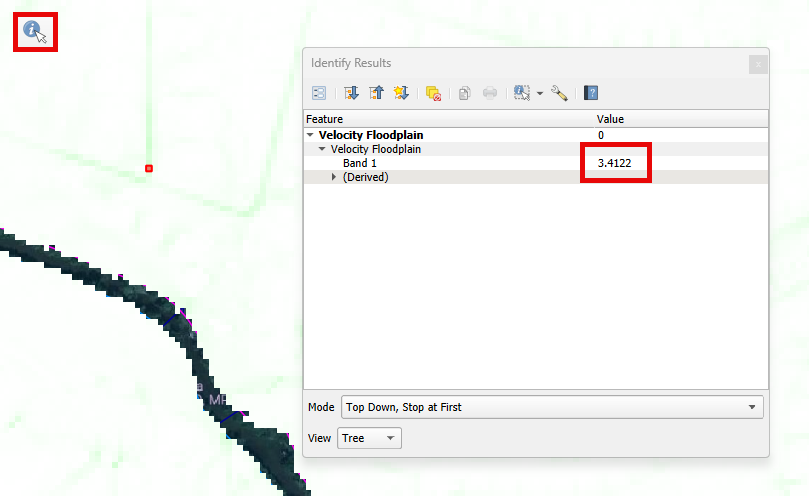 Identify Results
Feature Value
Velocity Floodplain 0
Velocity Floodplain
Band 1 3.4122
(Derived)
a
MF
Mode Top Down, Stop at First
View Tree